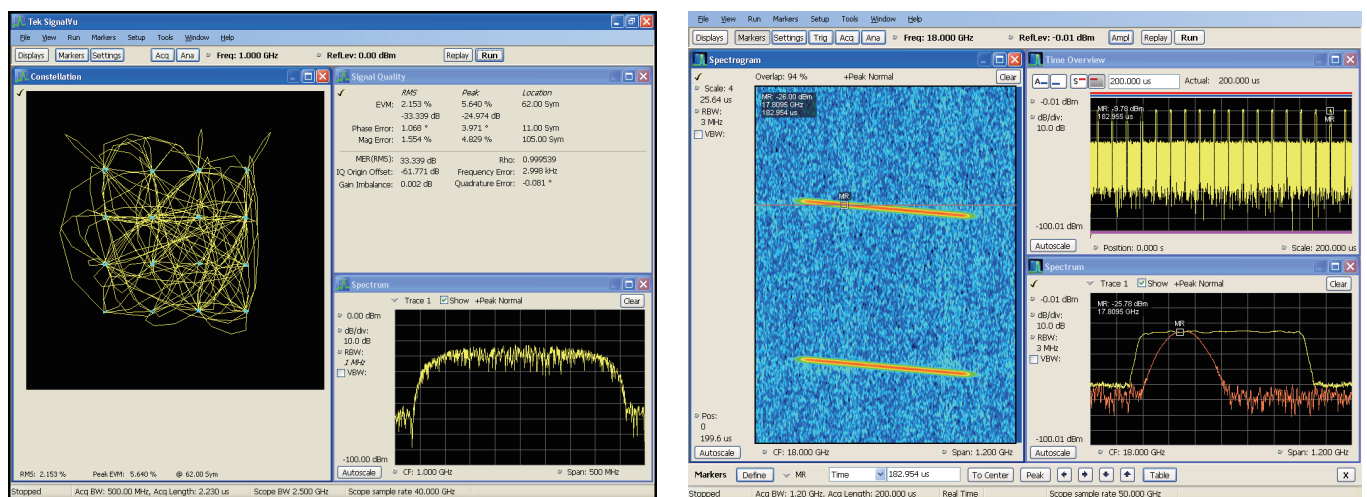 Tek SignalVu
File View Run Markers Setup Tools Window Help
Displays Markers Settings Acq Ana Freq: 1.000 GHz RefLev: 0.00 dBm Replay Run
Constellation
RMS: 2.153 % Peak EVM: 5.640 % @ 62.00 Sym
Signal Quality
RMS Peak Location
EVM: 2.153 % 5.640 % 62.00 Sym
-33.339 dB -24.974 dB
Phase Error: 1.068 ° 3.971 ° 11.00 Sym
Mag Error: 1.554 % 4.829 % 105.00 Sym
MER(RMS): 33.339 dB Rho: 0.999539
IQ Origin Offset: -61.771 dB Frequency Error: 2.998 kHz
Gain Imbalance: 0.002 dB Quadrature Error: -0.081 °
Spectrum
Trace 1 Show +Peak Normal Clear
0.00 dBm
dB/div:
10.0 dB
RBW:
1 MHz
VBW:
-100.00 dBm
Autoscale CF: 1.000 GHz Span: 500 MHz
Stopped Acq BW: 500.00 MHz, Acq Length: 2.230 us Scope BW 2.500 GHz Scope sample rate 40.000 GHz
File View Run Markers Setup Tools Window Help
Displays Markers Settings Trig Acq Ana Freq: 18.000 GHz RefLev: -0.01 dBm Ampl Replay Run
Spectrogram
Overlap: 94 % +Peak Normal Clear
Scale: 4
25.64 us
RBW:
3 MHz
VBW:
MR: -26.00 dBm
17.8095 GHz
182.954 us
MR
Pos:
0
199.6 us
Autoscale CF: 18.000 GHz Span: 1.200 GHz
Time Overview
A S 200.000 us Actual: 200.000 us
-0.01 dBm
dB/div:
10.0 dB
MR: -9.78 dBm
182.955 us
MR
-100.01 dBm
Autoscale Position: 0.000 s Scale: 200.000 us
Spectrum
Trace 1 Show +Peak Normal Clear
-0.01 dBm
dB/div:
10.0 dB
RBW:
3 MHz
VBW:
MR: -25.78 dBm
17.8095 GHz
MR
-100.01 dBm
Autoscale CF: 18.000 GHz Span: 1.200 GHz
Markers Define MR Time 182.954 us To Center Peak Table X
Stopped Acq BW: 1.20 GHz, Acq Length: 200.000 us Real Time Scope sample rate 50.000 GHz